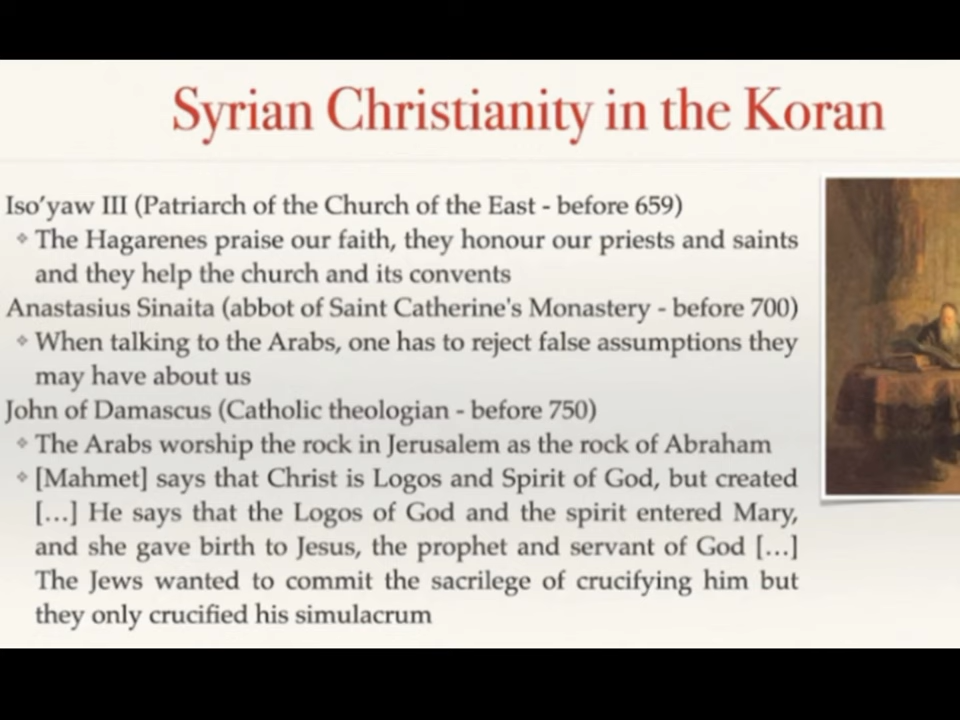 Syrian Christianity in the Koran
Iso'yaw III (Patriarch of the Church of the East - before 659)
The Hagarenes praise our faith, they honour our priests and saints
and they help the church and its convents
Anastasius Sinaita (abbot of Saint Catherine's Monastery - before 700)
When talking to the Arabs, one has to reject false assumptions they
may have about us
John of Damascus (Catholic theologian - before 750)
The Arabs worship the rock in Jerusalem as the rock of Abraham
[Mahmet] says that Christ is Logos and Spirit of God, but created
[...] He says that the Logos of God and the spirit entered Mary,
and she gave birth to Jesus, the prophet and servant of God [...]
The Jews wanted to commit the sacrilege of crucifying him but
they only crucified his simulacrum